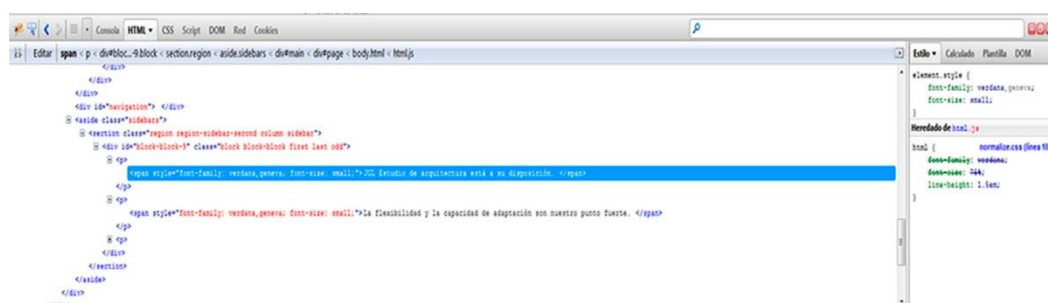 Consola HTML CSS Script DOM Red Cookies
Editar span < p < div#bloc...-9.block < section.region < aside.sidebars < div#main < div#page < body.html < html.js
</div>
</div>
</div>
<div id="navigation"> </div>
<aside class="sidebars">
<section class="region region-sidebar-second column sidebar">
<div id="block-block-9" class="block block-block first last odd">
<p>
<span style="font-family: verdana,geneva; font-size: small;">JGL Estudio de arquitectura está a su disposición. </span>
</p>
<p>
<span style="font-family: verdana,geneva; font-size: small;">La flexibilidad y la capacidad de adaptación son nuestro punto fuerte. </span>
</p>
<p>
</div>
</section>
</aside>
</div>
Estilo Calculado Plantilla DOM
element.style {
font-family: verdana,geneva;
font-size: small;
}
Heredado de html.js
html { normalize.css (línea
font-family: verdana;
font-size:
line-height: 1.5em;
}